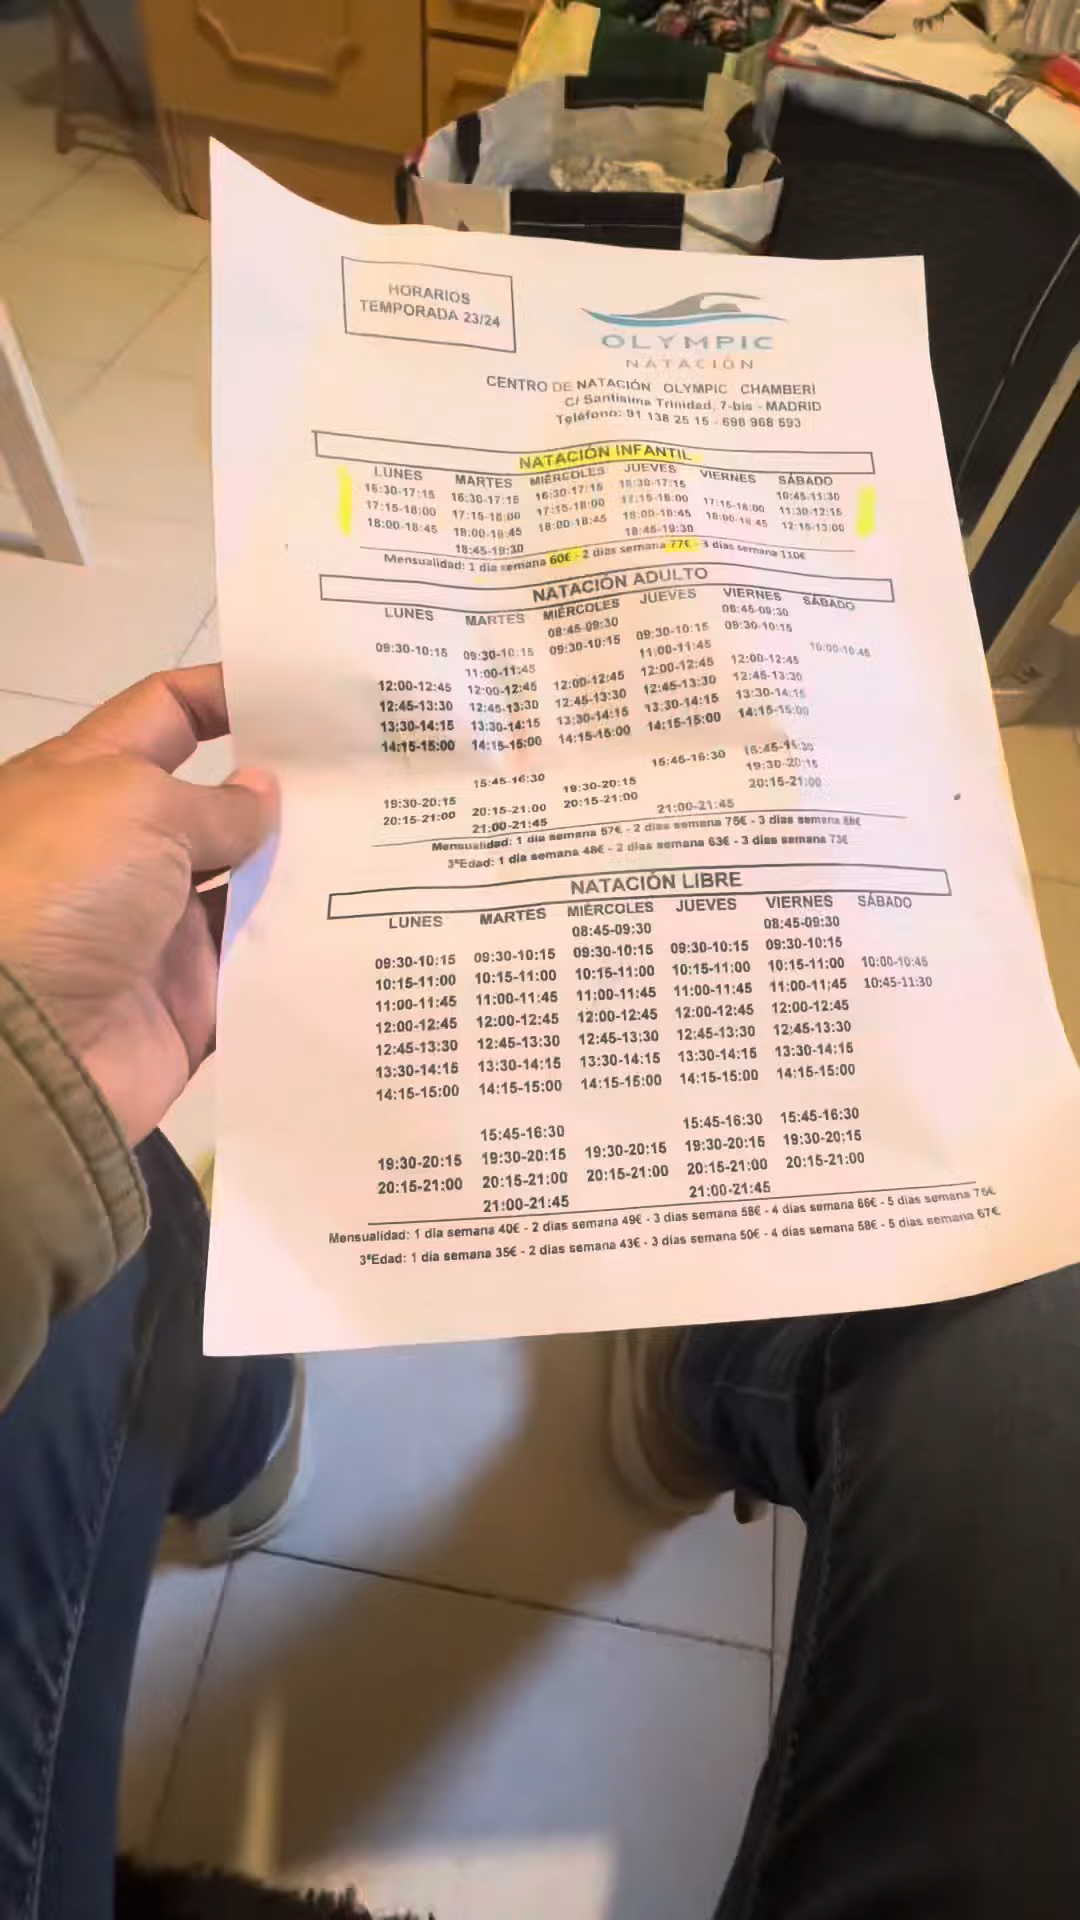 HORARIOS
TEMPORADA 23/24
OLYMPIC
NATACIÓN
CENTRO DE NATACIÓN OLYMPIC CHAMBERÍ
C/ Santísima Trinidad, 7-bis - MADRID
Teléfono: 91 138 25 15 - 698 968 593
NATACIÓN INFANTIL
LUNES MARTES MIÉRCOLES JUEVES VIERNES SÁBADO
16:30-17:15 16:30-17:15 16:30-17:15 16:30-17:15 10:45-11:30
17:15-18:00 17:15-18:00 17:15-18:00 17:15-18:00 17:15-18:00 11:30-12:15
18:00-18:45 18:00-18:45 18:00-18:45 18:00-18:45 18:00-18:45 12:15-13:00
18:45-19:30 18:45-19:30
Mensualidad: 1 día semana 60€ - 2 días semana 77€ - 3 días semana 110€
NATACIÓN ADULTO
LUNES MARTES MIÉRCOLES JUEVES VIERNES SÁBADO
08:45-09:30 08:45-09:30
09:30-10:15 09:30-10:15 09:30-10:15 09:30-10:15 09:30-10:15 10:00-10:45
11:00-11:45 11:00-11:45
12:00-12:45 12:00-12:45 12:00-12:45 12:00-12:45 12:00-12:45
12:45-13:30 12:45-13:30 12:45-13:30 12:45-13:30 12:45-13:30
13:30-14:15 13:30-14:15 13:30-14:15 13:30-14:15 13:30-14:15
14:15-15:00 14:15-15:00 14:15-15:00 14:15-15:00 14:15-15:00
15:45-16:30 15:45-16:30 15:45-16:30
19:30-20:15 19:30-20:15 19:30-20:15
20:15-21:00 20:15-21:00 20:15-21:00 20:15-21:00
21:00-21:45 21:00-21:45
Mensualidad: 1 día semana 57€ - 2 días semana 75€ - 3 días semana
3ªEdad: 1 día semana 48€ - 2 días semana 63€ - 3 días semana 73€
NATACIÓN LIBRE
LUNES MARTES MIÉRCOLES JUEVES VIERNES SÁBADO
08:45-09:30 08:45-09:30
09:30-10:15 09:30-10:15 09:30-10:15 09:30-10:15 09:30-10:15
10:15-11:00 10:15-11:00 10:15-11:00 10:15-11:00 10:15-11:00 10:00-10:45
11:00-11:45 11:00-11:45 11:00-11:45 11:00-11:45 11:00-11:45 10:45-11:30
12:00-12:45 12:00-12:45 12:00-12:45 12:00-12:45 12:00-12:45
12:45-13:30 12:45-13:30 12:45-13:30 12:45-13:30 12:45-13:30
13:30-14:15 13:30-14:15 13:30-14:15 13:30-14:15 13:30-14:15
14:15-15:00 14:15-15:00 14:15-15:00 14:15-15:00 14:15-15:00
15:45-16:30 15:45-16:30 15:45-16:30
19:30-20:15 19:30-20:15 19:30-20:15 19:30-20:15 19:30-20:15
20:15-21:00 20:15-21:00 20:15-21:00 20:15-21:00 20:15-21:00
21:00-21:45 21:00-21:45
Mensualidad: 1 día semana 40€ - 2 días semana 49€ - 3 días semana 58€ - 4 días semana 66€ - 5 días semana 75€
3ªEdad: 1 día semana 35€ - 2 días semana 43€ - 3 días semana 50€ - 4 días semana 58€ - 5 días semana 67€